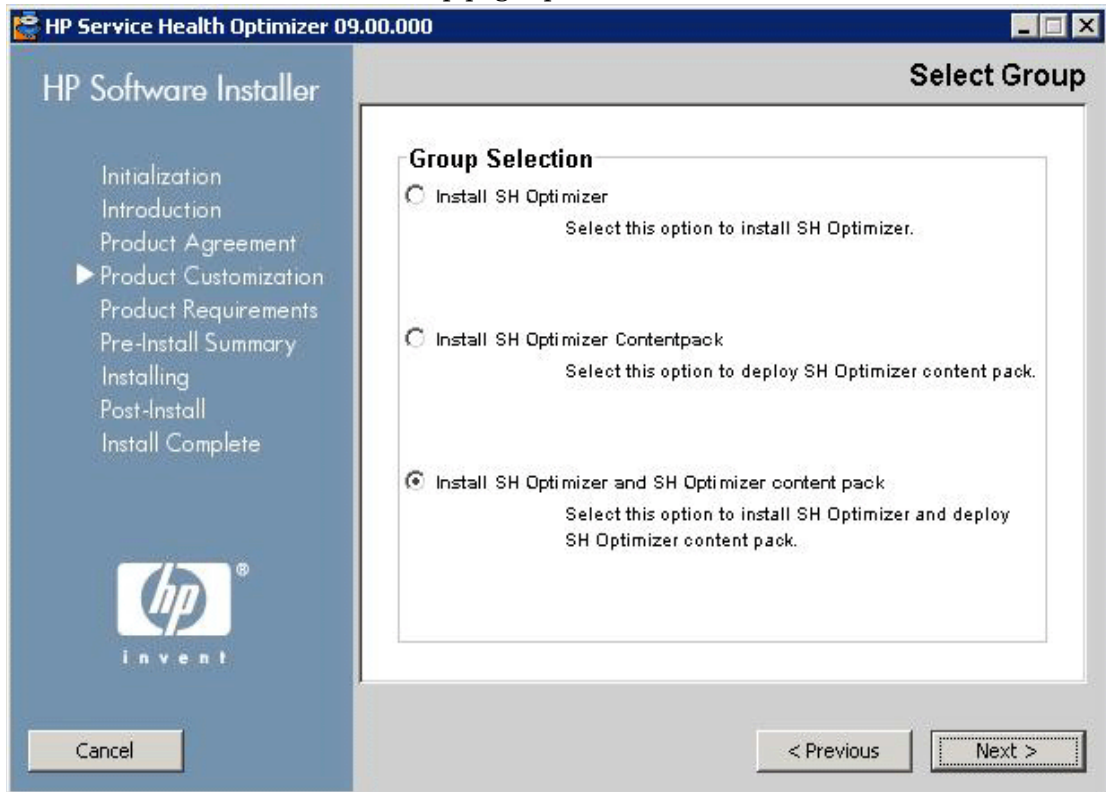 HP Service Health Optimizer 09.00.000
HP Software Installer
Select Group
Initialization
Introduction
Product Agreement
Product Customization
Product Requirements
Pre-Install Summary
Installing
Post-Install
Install Complete
Group Selection
Install SH Optimizer
Select this option to install SH Optimizer.
Install SH Optimizer Contentpack
Select this option to deploy SH Optimizer content pack.
Install SH Optimizer and SH Optimizer content pack
Select this option to install SH Optimizer and deploy
SH Optimizer content pack.
hp®
invent
Cancel
< Previous
Next >